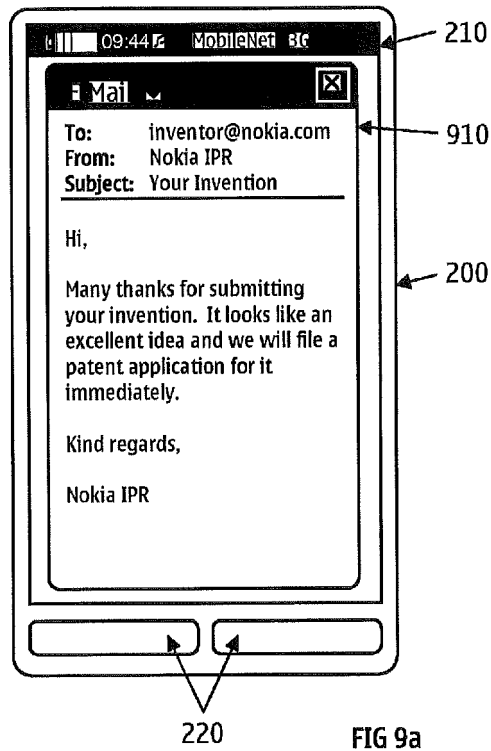 09:44 MobileNet 3G
210
Mail
To: inventor@nokia.com
910
From: Nokia IPR
Subject: Your Invention
Hi,
200
Many thanks for submitting
your invention. It looks like an
excellent idea and we will file a
patent application for it
immediately.
Kind regards,
Nokia IPR
220
FIG 9a